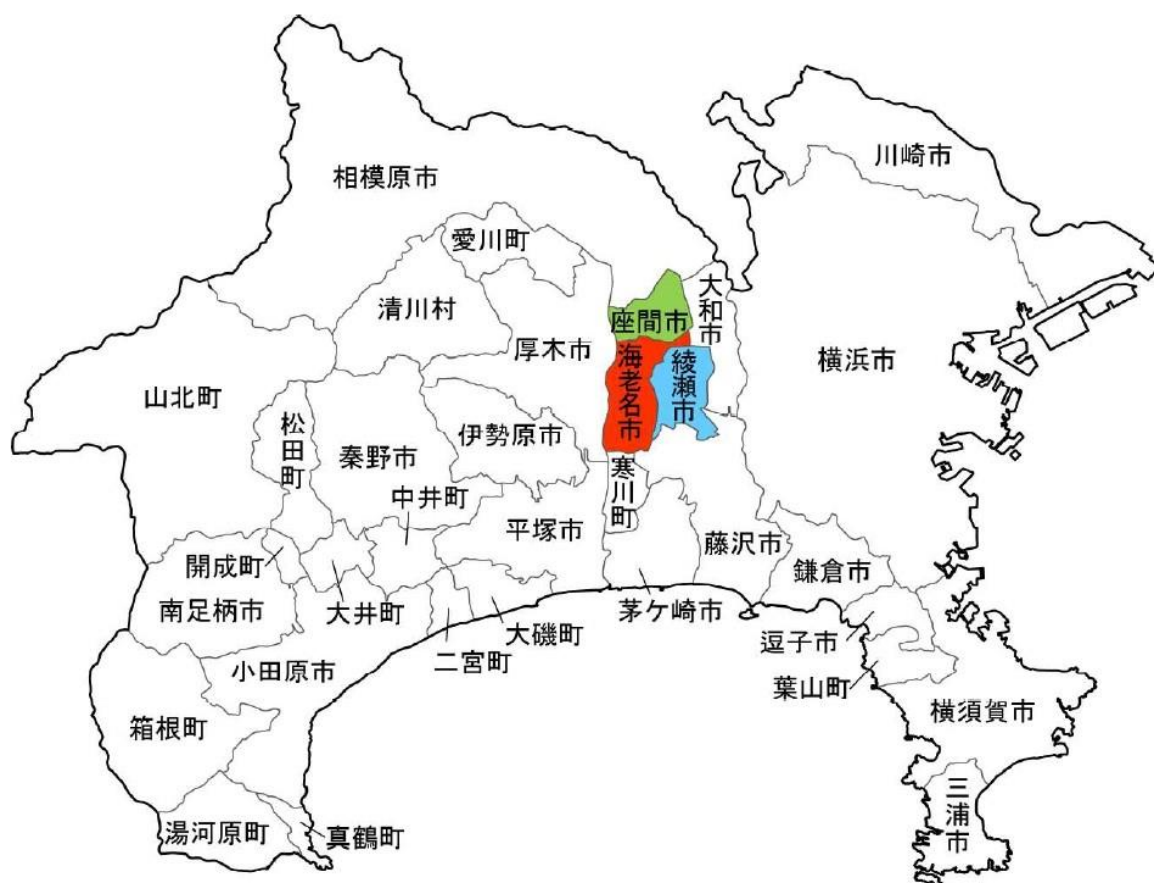 川崎市
相模原市
愛川町
大和市
清川村
座間市
厚木市
海老名市
綾瀬市
横浜市
山北町
松田町
伊勢原市
秦野市
寒川町
中井町
平塚市
藤沢市
開成町
鎌倉市
南足柄市
大井町
茅ケ崎市
大磯町
逗子市
二宮町
小田原市
葉山町
箱根町
横須賀市
三浦市
湯河原町
真鶴町